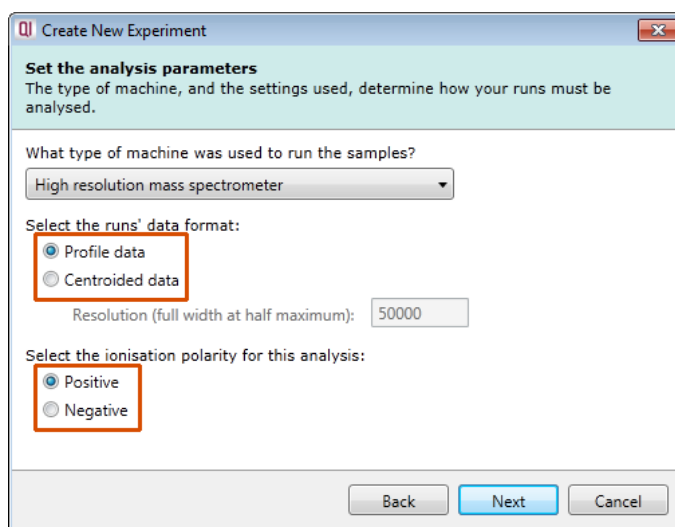 QI Create New Experiment
Set the analysis parameters
The type of machine, and the settings used, determine how your runs must be
analysed.
What type of machine was used to run the samples?
High resolution mass spectrometer
Select the runs' data format:
Profile data
Centroided data
Resolution (full width at half maximum): 50000
Select the ionisation polarity for this analysis:
Positive
Negative
Back Next Cancel